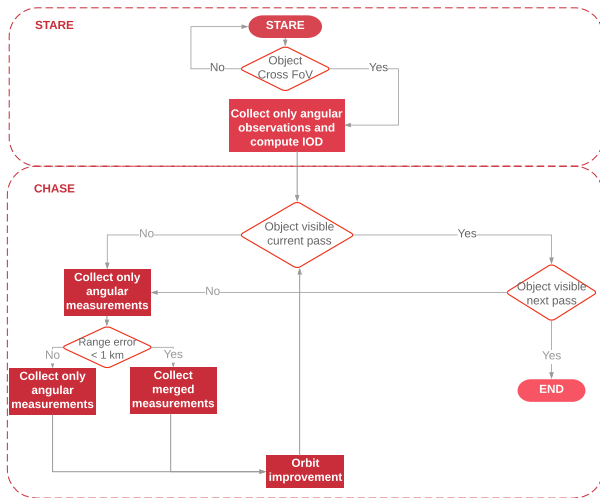 STARE
STARE
Object
Cross FoV
No
Yes
Collect only angular
observations and
compute IOD
CHASE
Object visible
current pass
No
Yes
Collect only
angular
measurements
No
Object visible
next pass
Range error
< 1 km
No
Yes
Yes
Collect only
angular
measurements
Collect
merged
measurements
END
Orbit
improvement